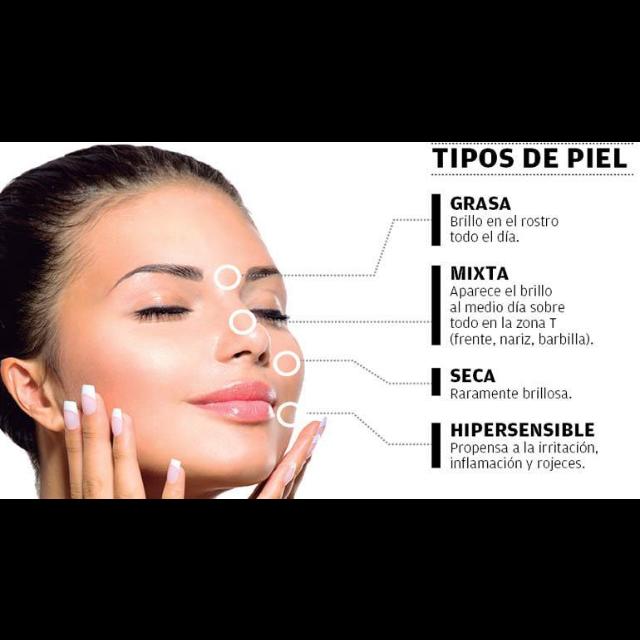 TIPOS DE PIEL
GRASA
Brillo en el rostro
todo el día.
MIXTA
Aparece el brillo
al medio día sobre
todo en la zona T
(frente, nariz, barbilla).
SECA
Raramente brillosa.
HIPERSENSIBLE
Propensa a la irritación,
inflamación y rojeces.